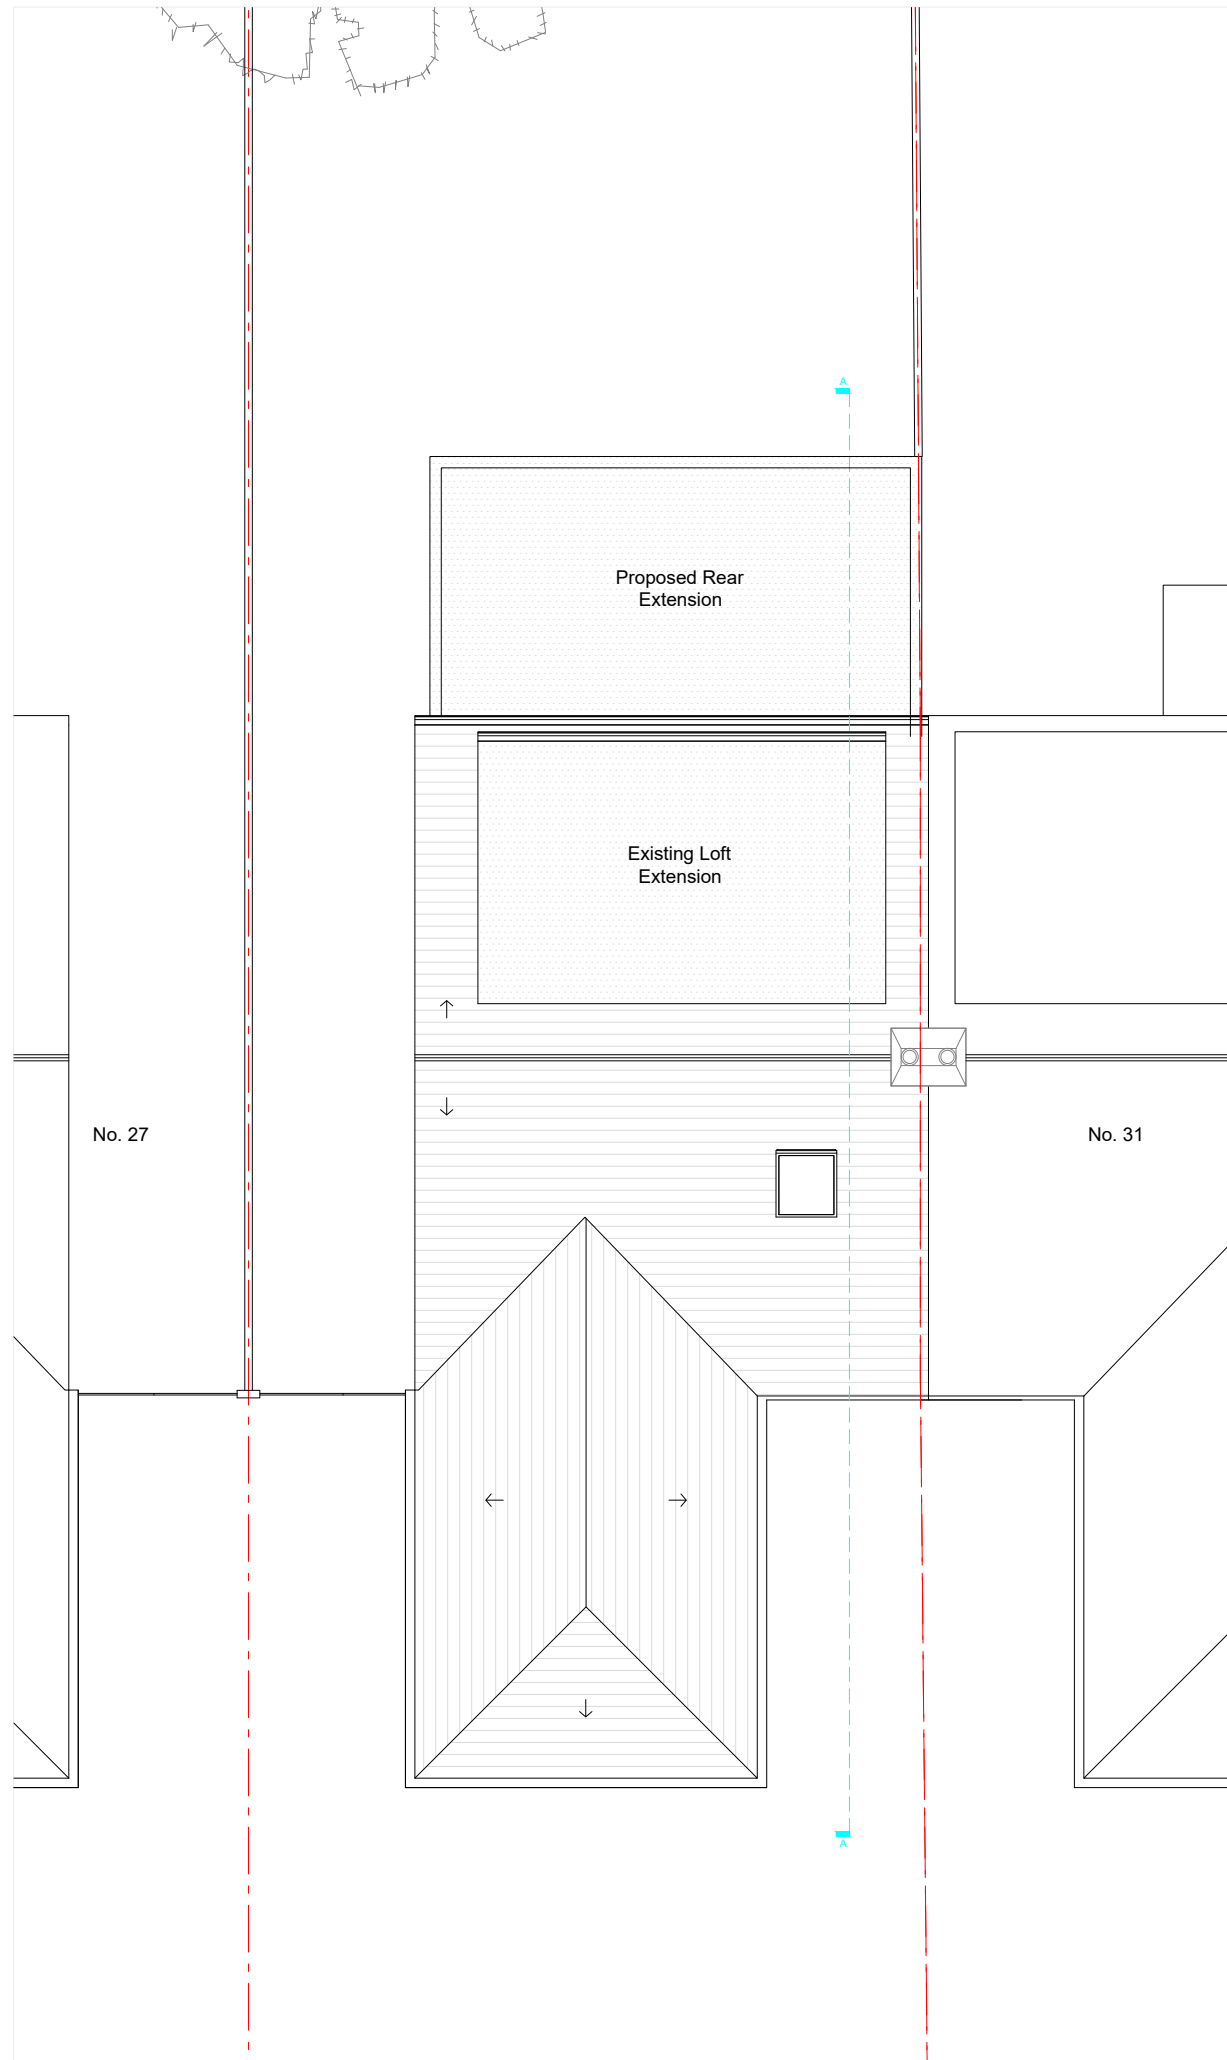 A
Proposed Rear
Extension
Existing Loft
Extension
No. 27
No. 31
A